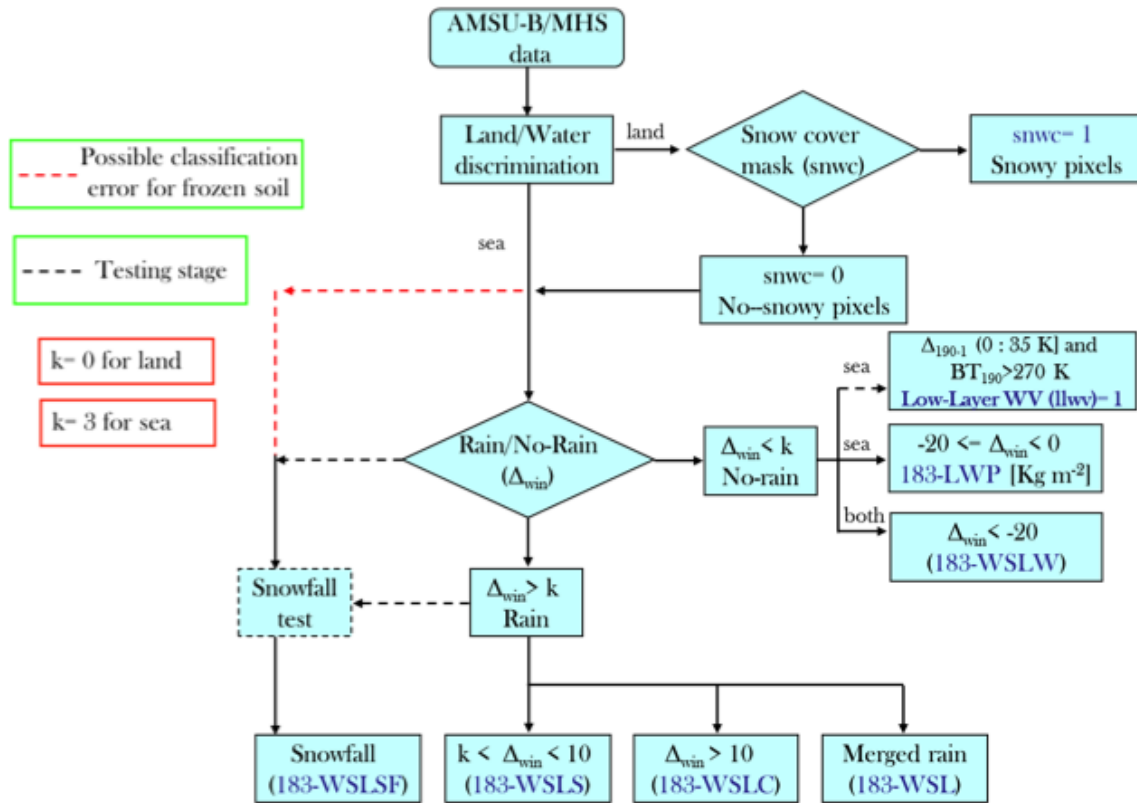 AMSU-B/MHS
data
Land/Water
discrimination
land
Snow cover
mask (snwc)
snwc= 1
Snowy pixels
Possible classification
error for frozen soil
sea
Testing stage
snwc= 0
No--snowy pixels
k= 0 for land
k= 3 for sea
Δ190-1 (0 : 35 K] and
BT190>270 K
Low-Layer WV (llwv)= 1
sea
Rain/No-Rain
(Δwin)
Δwin< k
No-rain
sea
-20 <= Δwin< 0
183-LWP [Kg m-2]
both
Δwin< -20
(183-WSLW)
Snowfall
test
Δwin> k
Rain
Snowfall
(183-WSLSF)
k < Δwin< 10
(183-WSLS)
Δwin> 10
(183-WSLC)
Merged rain
(183-WSL)